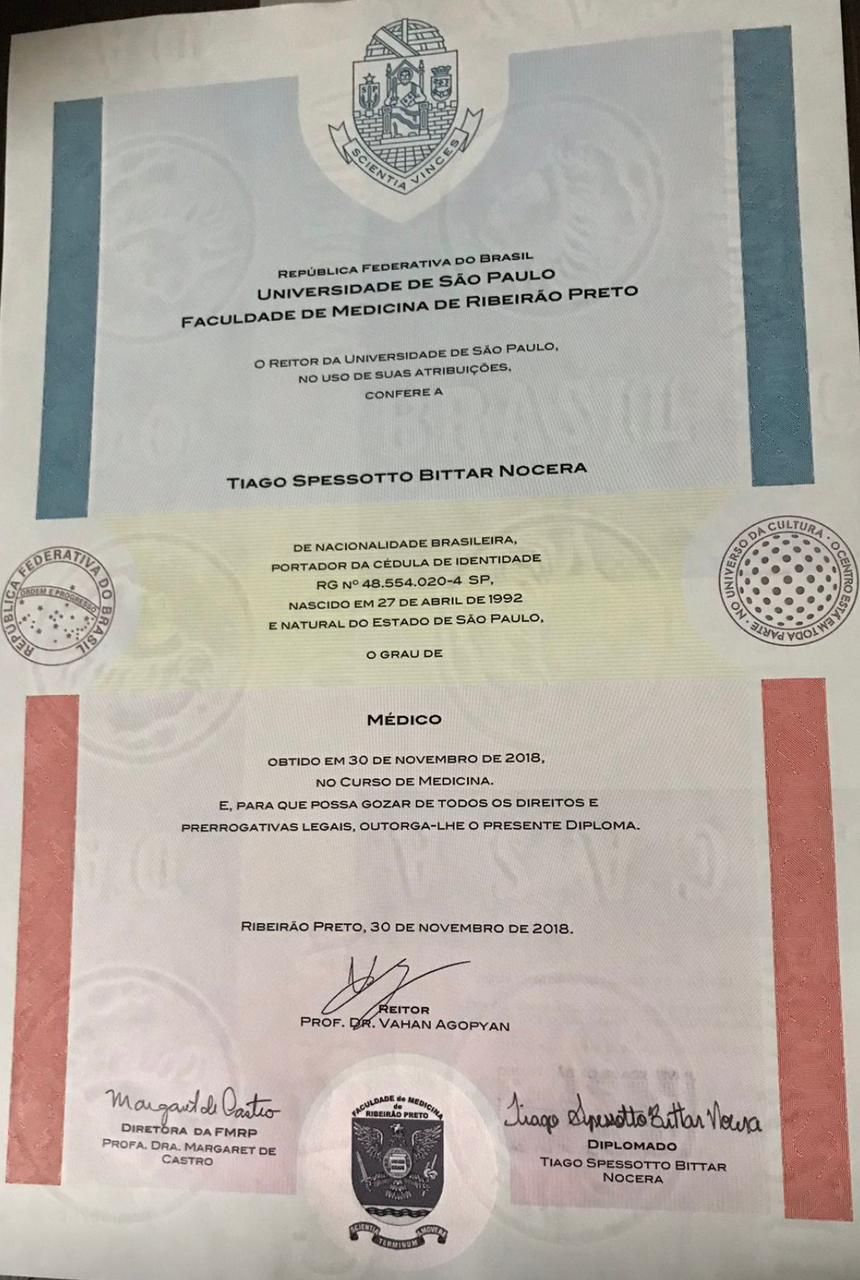 SCIENTIA VINCES
REPÚBLICA FEDERATIVA DO BRASIL
UNIVERSIDADE DE SÃO PAULO
FACULDADE DE MEDICINA DE RIBEIRÃO PRETO
O REITOR DA UNIVERSIDADE DE SÃO PAULO,
NO USO DE SUAS ATRIBUIÇÕES,
CONFERE A
BRASIL
TIAGO SPESSOTTO BITTAR NOCERA
DE NACIONALIDADE BRASILEIRA,
PORTADOR DA CÉDULA DE IDENTIDADE
RG Nº 48.554.020-4 SP,
NASCIDO EM 27 DE ABRIL DE 1992
E NATURAL DO ESTADO DE SÃO PAULO,
O GRAU DE
REPÚBLICA FEDERATIVA DO BRASIL
ORDEM E PROGRESSO
NO UNIVERSO DA CULTURA · O CENTRO ESTÁ EM TODA PARTE ·
MÉDICO
OBTIDO EM 30 DE NOVEMBRO DE 2018,
NO CURSO DE MEDICINA.
E, PARA QUE POSSA GOZAR DE TODOS OS DIREITOS E
PRERROGATIVAS LEGAIS, OUTORGA-LHE O PRESENTE DIPLOMA.
RIBEIRÃO PRETO, 30 DE NOVEMBRO DE 2018.
REITOR
PROF. DR. VAHAN AGOPYAN
Margaret de Castro
DIRETORA DA FMRP
PROFA. DRA. MARGARET DE
CASTRO
FACULDADE DE MEDICINA
de
RIBEIRÃO PRETO
SCIENTIA
TERMINUM
MOVERE
Tiago Spessotto Bittar Nocera
DIPLOMADO
TIAGO SPESSOTTO BITTAR
NOCERA